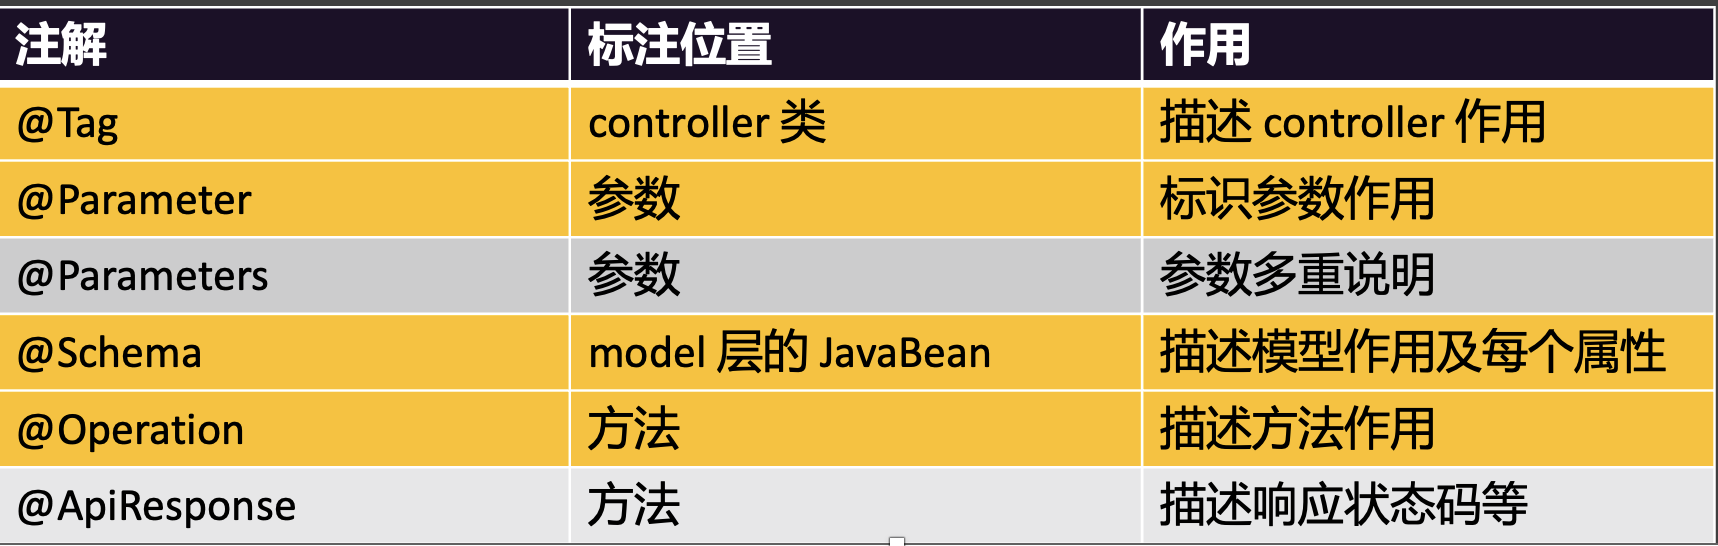 注解 标注位置 作用
@Tag controller 类 描述 controller 作用
@Parameter 参数 标识参数作用
@Parameters 参数 参数多重说明
@Schema model 层的 JavaBean 描述模型作用及每个属性
@Operation 方法 描述方法作用
@ApiResponse 方法 描述响应状态码等